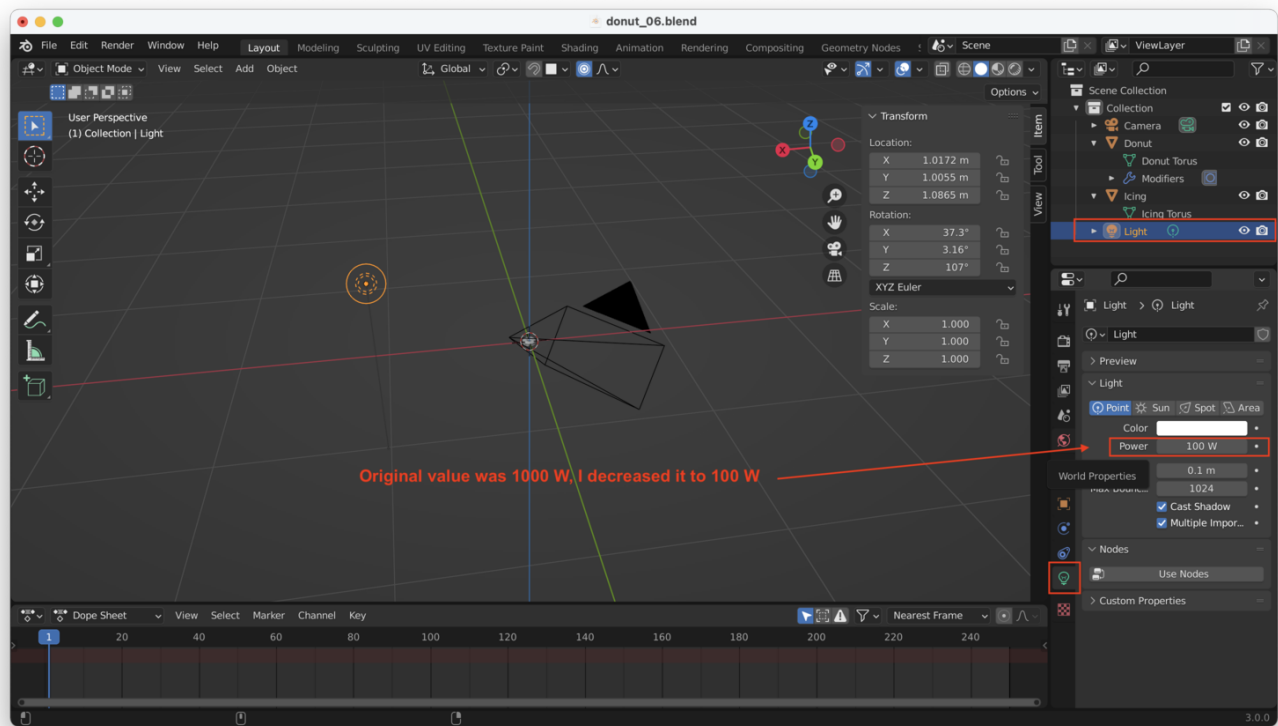 donut_06.blend
File Edit Render Window Help Layout Modeling Sculpting UV Editing Texture Paint Shading Animation Rendering Compositing Geometry Nodes Scene ViewLayer
Object Mode View Select Add Object Global
Options
User Perspective
(1) Collection | Light
Z
X
Y
Transform
Location:
X 1.0172 m
Y 1.0055 m
Z 1.0865 m
Rotation:
X 37.3°
Y 3.16°
Z 107°
XYZ Euler
Scale:
X 1.000
Y 1.000
Z 1.000
Item
Tool
View
Scene Collection
Collection
Camera
Donut
Donut Torus
Modifiers
Icing
Icing Torus
Light
Light > Light
Light
Preview
Light
Point Sun Spot Area
Color
Power 100 W
World Properties
0.1 m
Max Bounc... 1024
Cast Shadow
Multiple Impor...
Nodes
Use Nodes
Custom Properties
Original value was 1000 W, I decreased it to 100 W
Dope Sheet View Select Marker Channel Key Nearest Frame
1 20 40 60 80 100 120 140 160 180 200 220 240
3.0.0